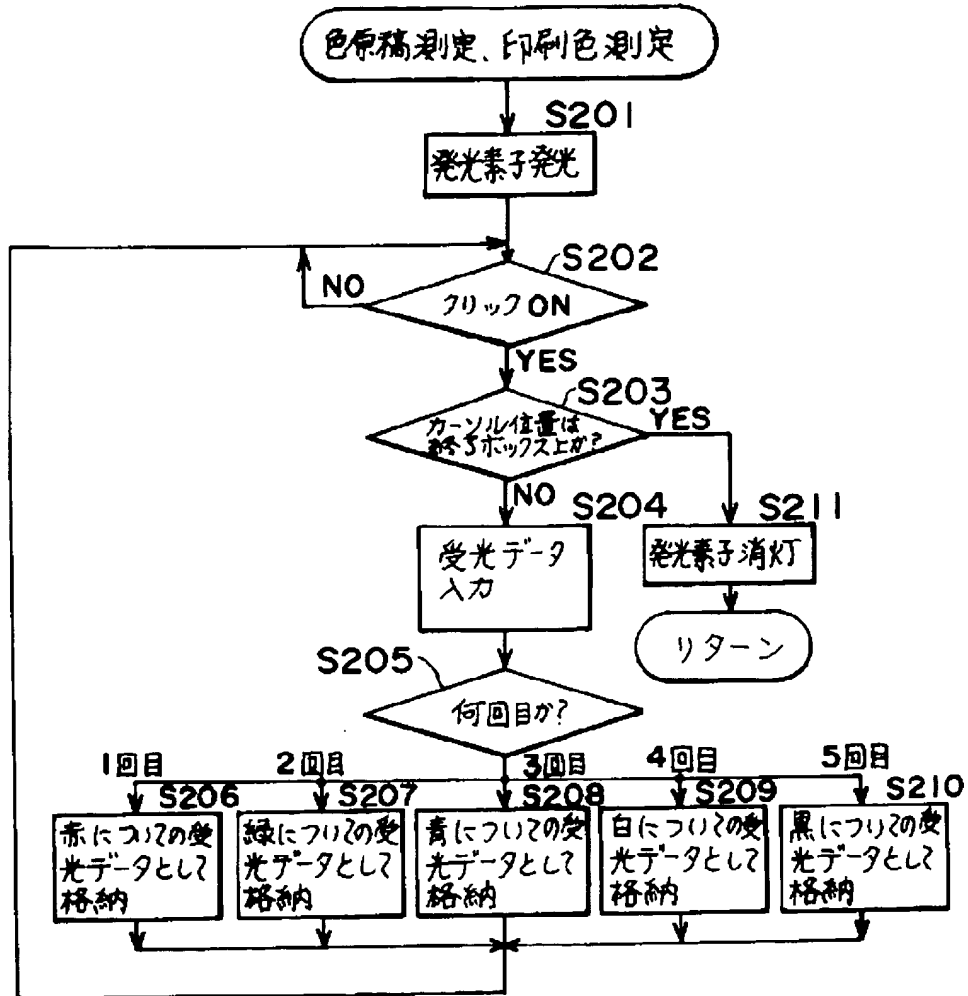 色原稿測定、印刷色測定
S201
発光素子発光
S202
NO
クリックON
YES
S203
カーソル位置は
終了ボックス上か?
YES
NO
S204
S211
受光データ
入力
発光素子消灯
リターン
S205
何回目か?
1回目
2回目
3回目
4回目
5回目
S206
S207
S208
S209
S210
赤についての受
光データとして
格納
緑についての受
光データとして
格納
青についての受
光データとして
格納
白についての受
光データとして
格納
黒についての受
光データとして
格納